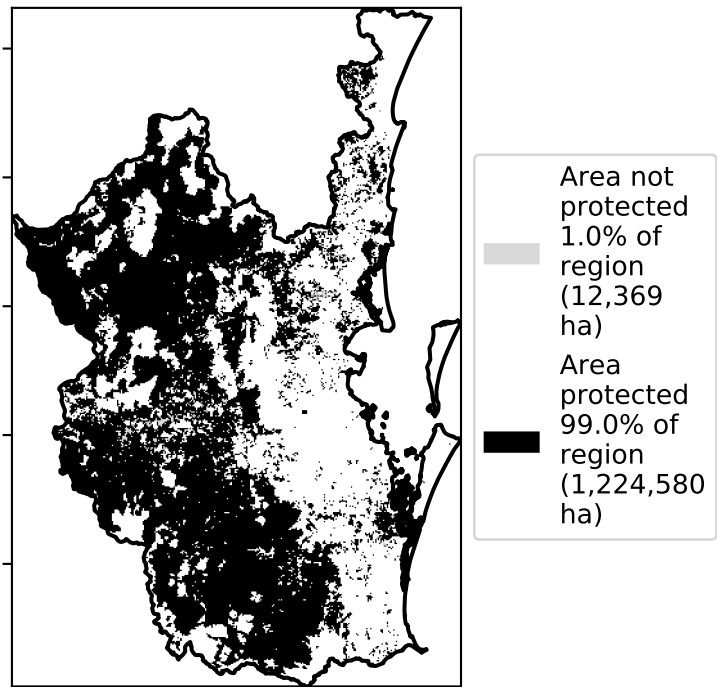 Area not
protected
1.0% of
region
(12,369
ha)
Area
protected
99.0% of
region
(1,224,580
ha)